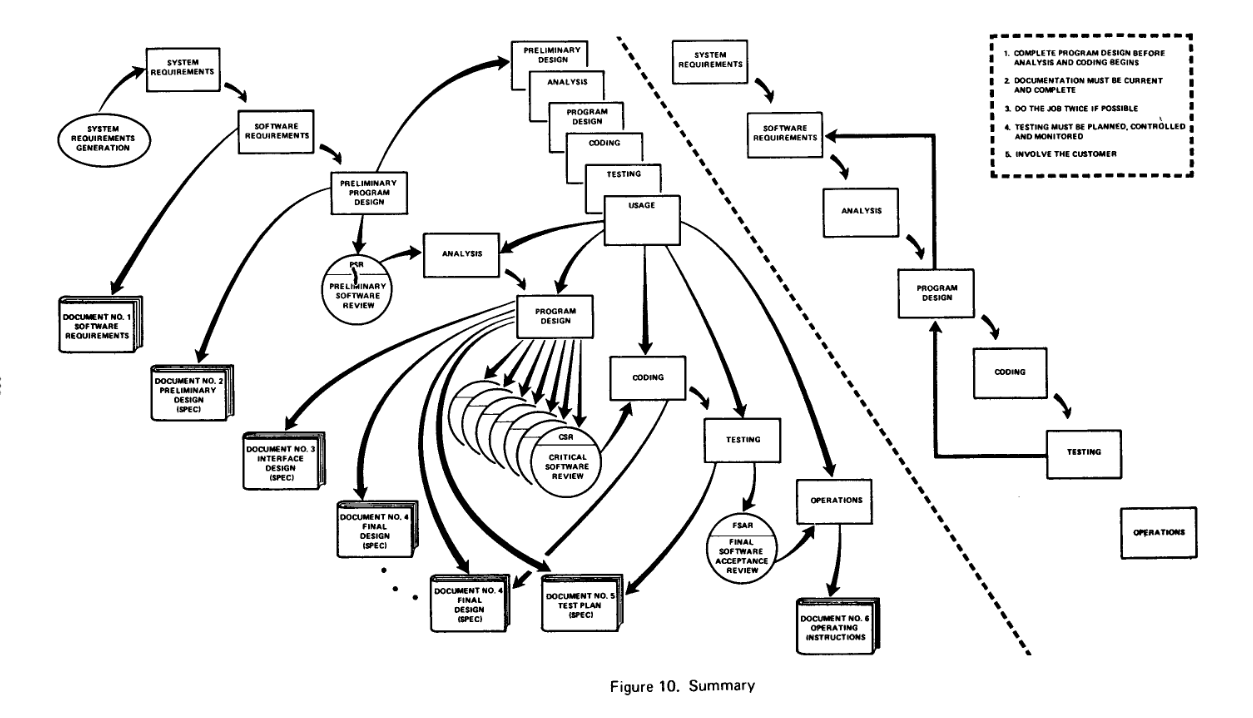 SYSTEM
REQUIREMENTS
SYSTEM
REQUIREMENTS
GENERATION
SOFTWARE
REQUIREMENTS
PRELIMINARY
PROGRAM
DESIGN
PRELIMINARY
DESIGN
ANALYSIS
PROGRAM
DESIGN
CODING
TESTING
USAGE
PSR
PRELIMINARY
SOFTWARE
REVIEW
ANALYSIS
PROGRAM
DESIGN
CSR
CRITICAL
SOFTWARE
REVIEW
CODING
TESTING
FSAR
FINAL
SOFTWARE
ACCEPTANCE
REVIEW
OPERATIONS
DOCUMENT NO. 1
SOFTWARE
REQUIREMENTS
DOCUMENT NO. 2
PRELIMINARY
DESIGN
(SPEC)
DOCUMENT NO. 3
INTERFACE
DESIGN
(SPEC)
DOCUMENT NO. 4
FINAL
DESIGN
(SPEC)
DOCUMENT NO. 4
FINAL
DESIGN
(SPEC)
DOCUMENT NO. 5
TEST PLAN
(SPEC)
DOCUMENT NO. 6
OPERATING
INSTRUCTIONS
SYSTEM
REQUIREMENTS
SOFTWARE
REQUIREMENTS
ANALYSIS
PROGRAM
DESIGN
CODING
TESTING
OPERATIONS
1. COMPLETE PROGRAM DESIGN BEFORE
ANALYSIS AND CODING BEGINS
2. DOCUMENTATION MUST BE CURRENT
AND COMPLETE
3. DO THE JOB TWICE IF POSSIBLE
4. TESTING MUST BE PLANNED, CONTROLLED
AND MONITORED
5. INVOLVE THE CUSTOMER
Figure 10. Summary